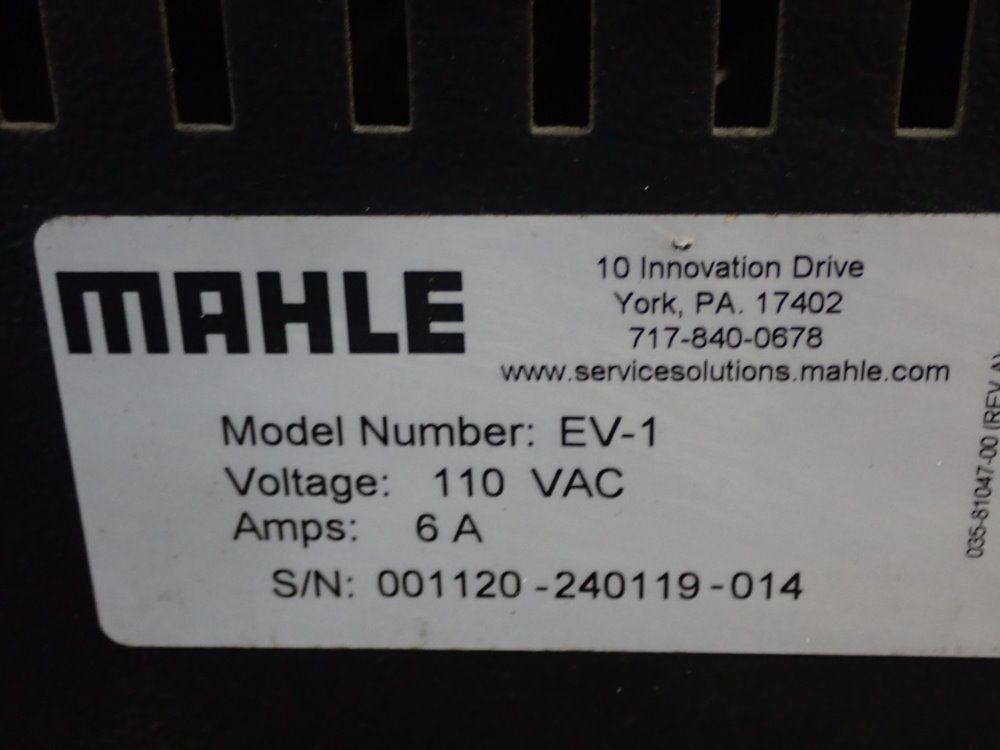 MAHLE
10 Innovation Drive
York, PA. 17402
717-840-0678
www.servicesolutions.mahle.com
Model Number: EV-1
Voltage: 110 VAC
Amps: 6 A
S/N: 001120-240119-014
035-81047-00 (REV A)